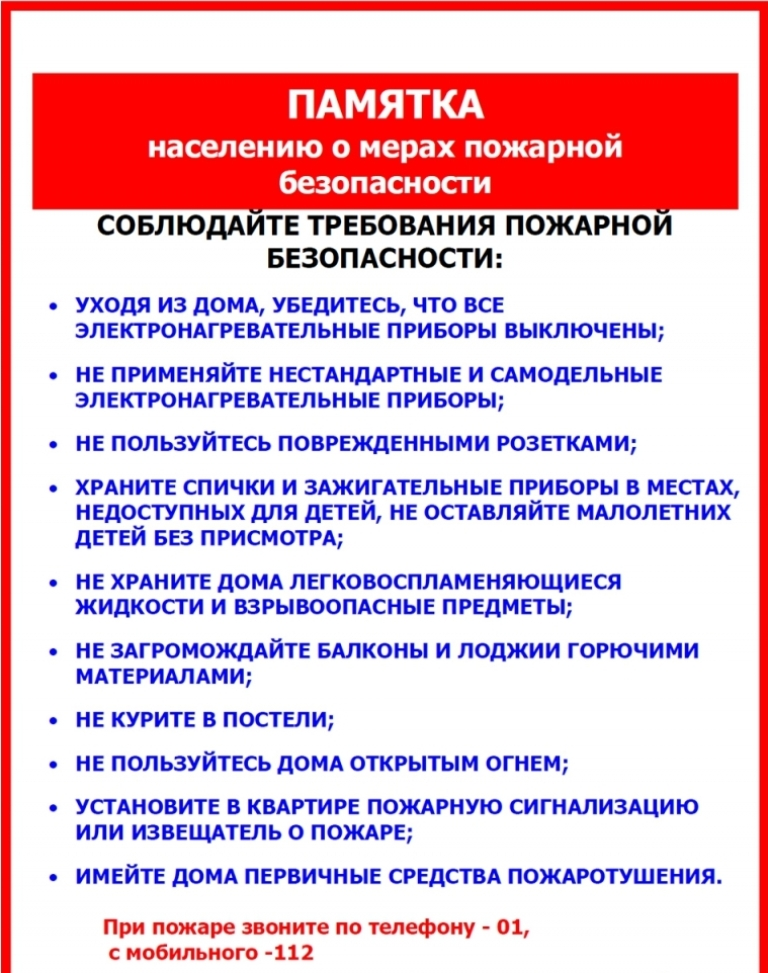 ПАМЯТКА
населению о мерах пожарной
безопасности
СОБЛЮДАЙТЕ ТРЕБОВАНИЯ ПОЖАРНОЙ
БЕЗОПАСНОСТИ:
• УХОДЯ ИЗ ДОМА, УБЕДИТЕСЬ, ЧТО ВСЕ
ЭЛЕКТРОНАГРЕВАТЕЛЬНЫЕ ПРИБОРЫ ВЫКЛЮЧЕНЫ;
• НЕ ПРИМЕНЯЙТЕ НЕСТАНДАРТНЫЕ И САМОДЕЛЬНЫЕ
ЭЛЕКТРОНАГРЕВАТЕЛЬНЫЕ ПРИБОРЫ;
• НЕ ПОЛЬЗУЙТЕСЬ ПОВРЕЖДЕННЫМИ РОЗЕТКАМИ;
• ХРАНИТЕ СПИЧКИ И ЗАЖИГАТЕЛЬНЫЕ ПРИБОРЫ В МЕСТАХ,
НЕДОСТУПНЫХ ДЛЯ ДЕТЕЙ, НЕ ОСТАВЛЯЙТЕ МАЛОЛЕТНИХ
ДЕТЕЙ БЕЗ ПРИСМОТРА;
• НЕ ХРАНИТЕ ДОМА ЛЕГКОВОСПЛАМЕНЯЮЩИЕСЯ
ЖИДКОСТИ И ВЗРЫВООПАСНЫЕ ПРЕДМЕТЫ;
• НЕ ЗАГРОМОЖДАЙТЕ БАЛКОНЫ И ЛОДЖИИ ГОРЮЧИМИ
МАТЕРИАЛАМИ;
• НЕ КУРИТЕ В ПОСТЕЛИ;
• НЕ ПОЛЬЗУЙТЕСЬ ДОМА ОТКРЫТЫМ ОГНЕМ;
• УСТАНОВИТЕ В КВАРТИРЕ ПОЖАРНУЮ СИГНАЛИЗАЦИЮ
ИЛИ ИЗВЕЩАТЕЛЬ О ПОЖАРЕ;
• ИМЕЙТЕ ДОМА ПЕРВИЧНЫЕ СРЕДСТВА ПОЖАРОТУШЕНИЯ.
При пожаре звоните по телефону - 01,
с мобильного -112